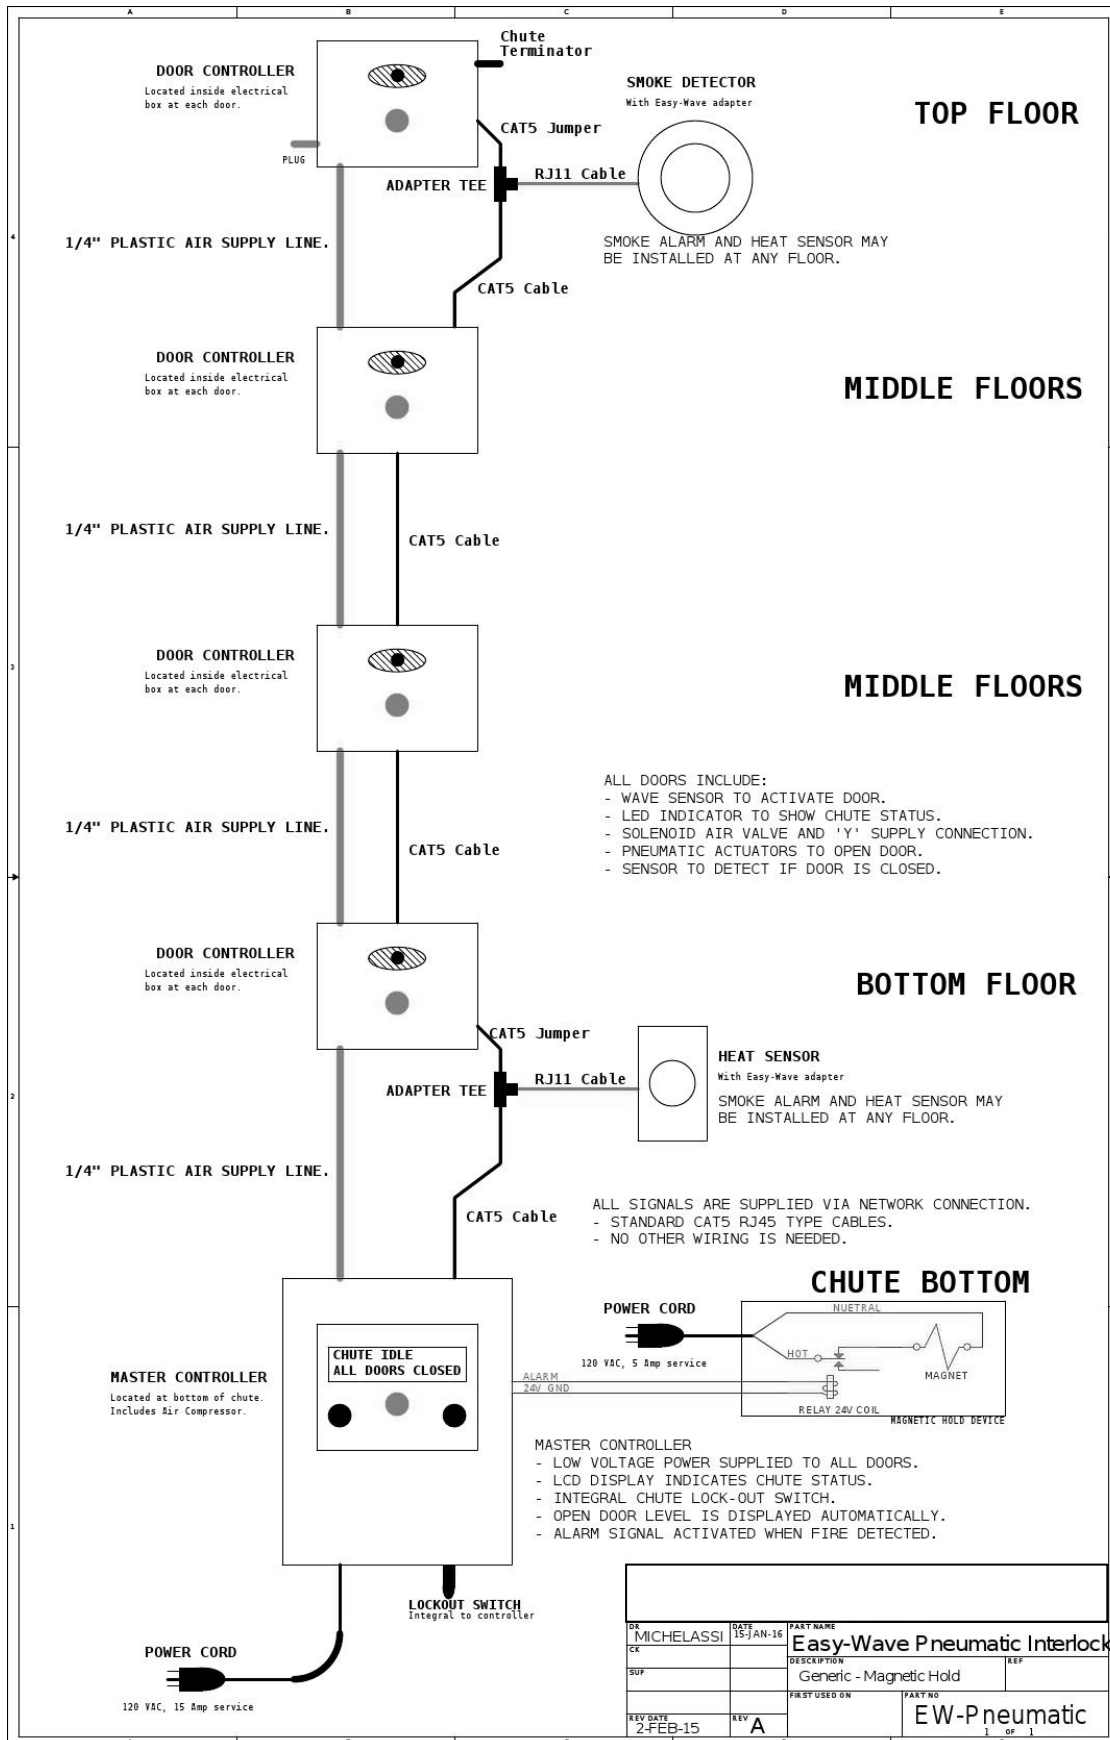 A B C D E
Chute
Terminator
DOOR CONTROLLER
Located inside electrical
box at each door.
SMOKE DETECTOR
With Easy-Wave adapter
TOP FLOOR
CAT5 Jumper
PLUG
ADAPTER TEE
RJ11 Cable
4
1/4" PLASTIC AIR SUPPLY LINE.
SMOKE ALARM AND HEAT SENSOR MAY
BE INSTALLED AT ANY FLOOR.
CAT5 Cable
DOOR CONTROLLER
Located inside electrical
box at each door.
MIDDLE FLOORS
1/4" PLASTIC AIR SUPPLY LINE.
CAT5 Cable
DOOR CONTROLLER
Located inside electrical
box at each door.
3
MIDDLE FLOORS
ALL DOORS INCLUDE:
- WAVE SENSOR TO ACTIVATE DOOR.
- LED INDICATOR TO SHOW CHUTE STATUS.
- SOLENOID AIR VALVE AND 'Y' SUPPLY CONNECTION.
- PNEUMATIC ACTUATORS TO OPEN DOOR.
- SENSOR TO DETECT IF DOOR IS CLOSED.
1/4" PLASTIC AIR SUPPLY LINE.
CAT5 Cable
DOOR CONTROLLER
Located inside electrical
box at each door.
BOTTOM FLOOR
CAT5 Jumper
HEAT SENSOR
With Easy-Wave adapter
ADAPTER TEE
RJ11 Cable
2
SMOKE ALARM AND HEAT SENSOR MAY
BE INSTALLED AT ANY FLOOR.
1/4" PLASTIC AIR SUPPLY LINE.
CAT5 Cable
ALL SIGNALS ARE SUPPLIED VIA NETWORK CONNECTION.
- STANDARD CAT5 RJ45 TYPE CABLES.
- NO OTHER WIRING IS NEEDED.
CHUTE BOTTOM
POWER CORD
120 VAC, 5 Amp service
NUETRAL
HOT
MAGNET
ALARM
24V GND
RELAY 24V COIL
MAGNETIC HOLD DEVICE
CHUTE IDLE
ALL DOORS CLOSED
MASTER CONTROLLER
Located at bottom of chute.
Includes Air Compressor.
MASTER CONTROLLER
- LOW VOLTAGE POWER SUPPLIED TO ALL DOORS.
- LCD DISPLAY INDICATES CHUTE STATUS.
- INTEGRAL CHUTE LOCK-OUT SWITCH.
- OPEN DOOR LEVEL IS DISPLAYED AUTOMATICALLY.
- ALARM SIGNAL ACTIVATED WHEN FIRE DETECTED.
1
LOCKOUT SWITCH
Integral to controller
POWER CORD
120 VAC, 15 Amp service
DR
MICHELASSI
DATE
15-JAN-16
PART NAME
Easy-Wave Pneumatic Interlock
CK
DESCRIPTION
Generic - Magnetic Hold
REF
SUP
FIRST USED ON
PART NO
EW-Pneumatic
REV DATE
2-FEB-15
REV
A
1 OF 1